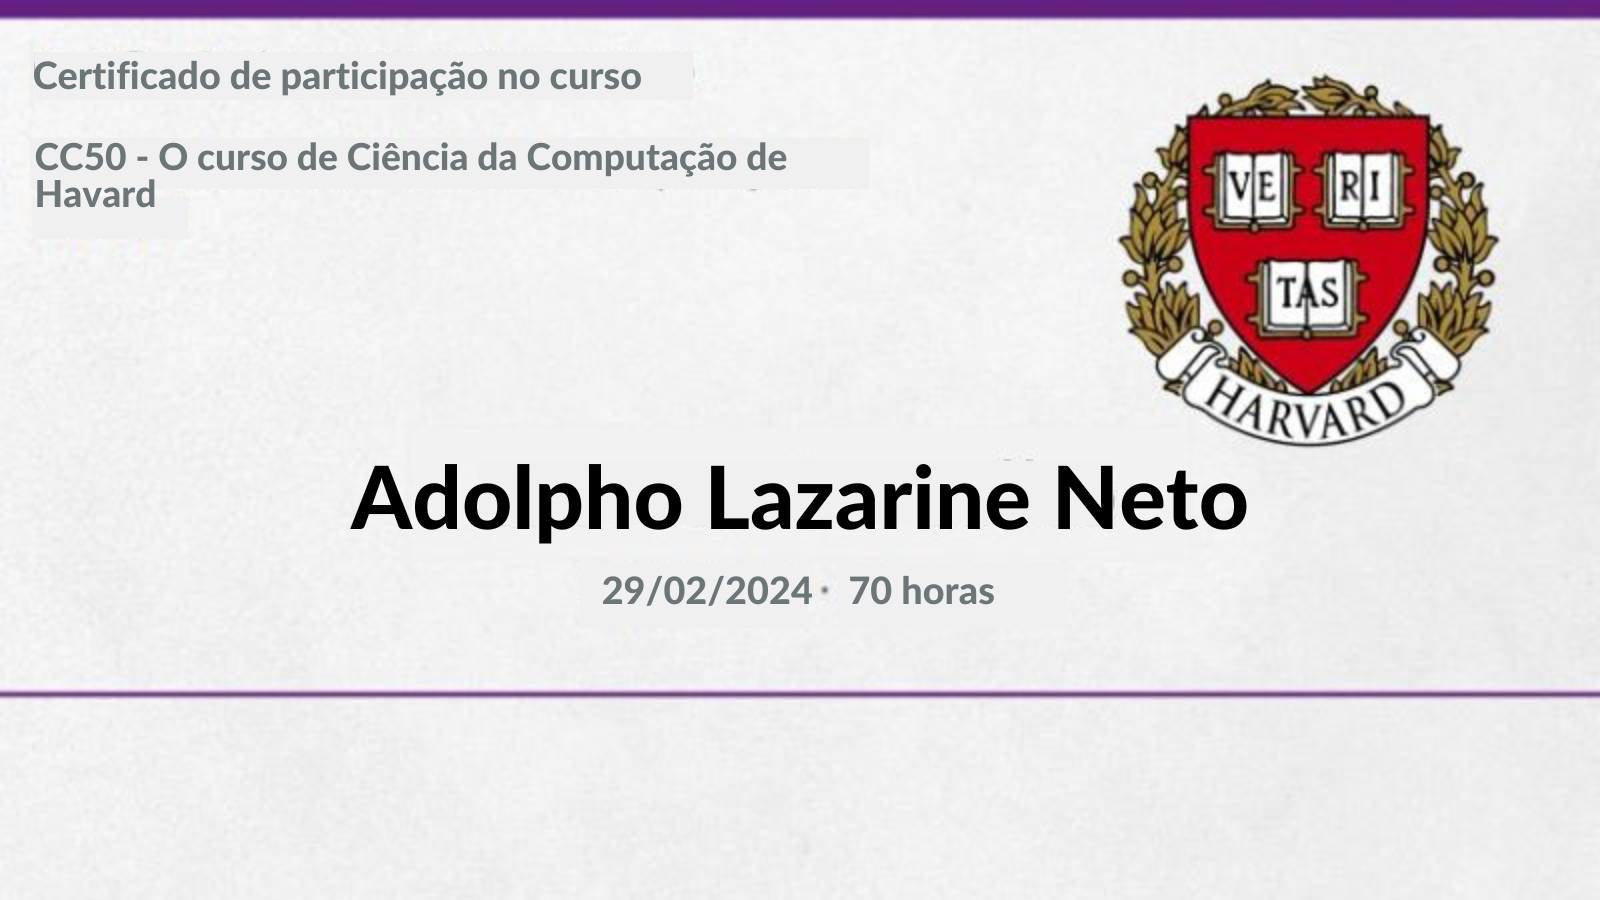 Certificado de participação no curso
CC50 - O curso de Ciência da Computação de
Havard
VE RI
TAS
HARVARD
Adolpho Lazarine Neto
29/02/2024 · 70 horas